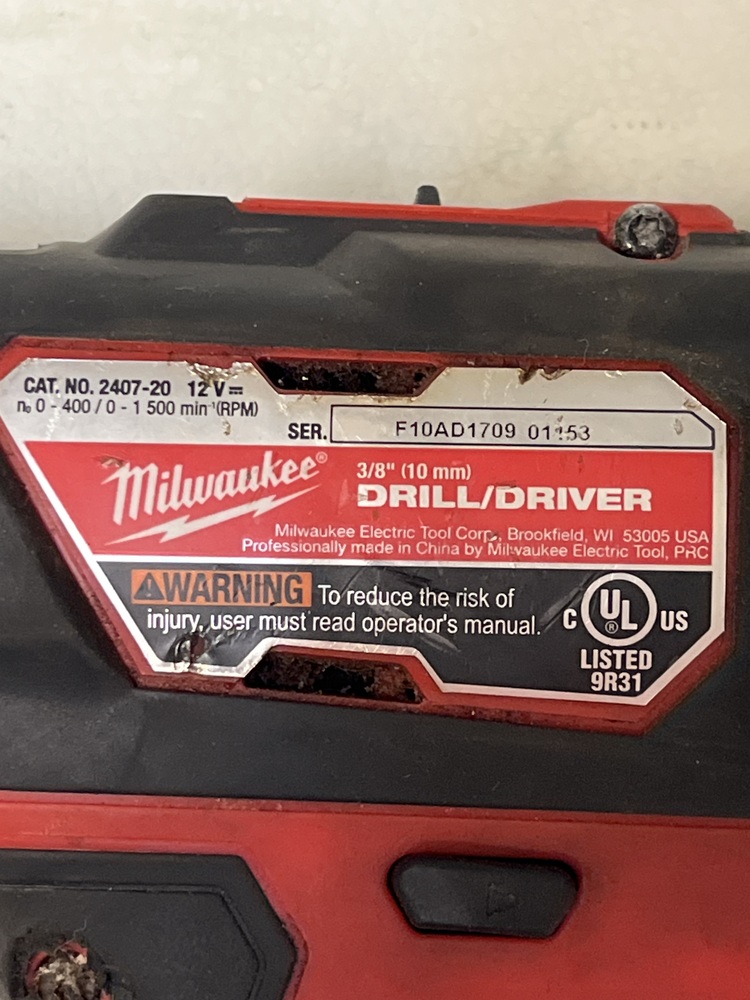 CAT. NO. 2407-20 12 V⎓
n₀ 0 - 400 / 0 - 1 500 min⁻¹(RPM)
SER. F10AD1709 01153
Milwaukee®
3/8" (10 mm)
DRILL/DRIVER
Milwaukee Electric Tool Corp. Brookfield, WI 53005 USA
Professionally made in China by Milwaukee Electric Tool, PRC
WARNING To reduce the risk of
injury, user must read operator's manual.
C UL® US
LISTED
9R31